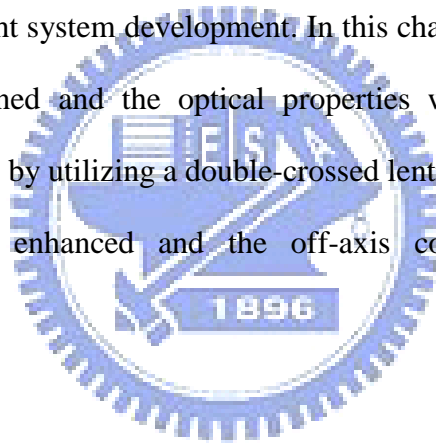 nt system development. In this cha
ned and the optical properties w
by utilizing a double-crossed lent
E S A
enhanced and the off-axis co
1896